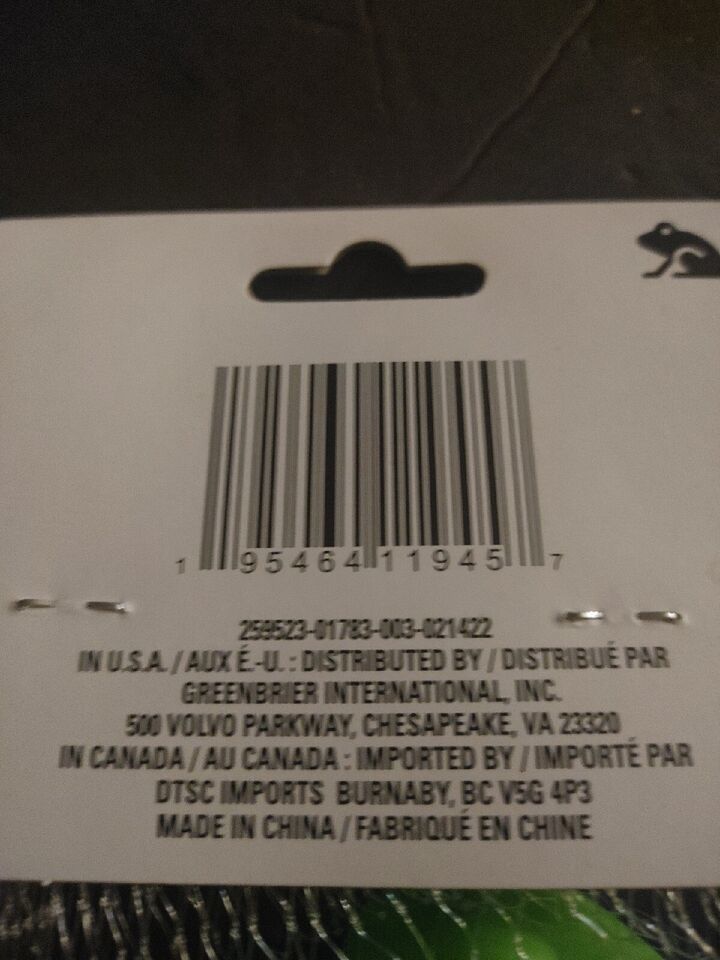 1 95464 11945 7
259523-01783-003-021422
IN U.S.A. / AUX É.-U. : DISTRIBUTED BY / DISTRIBUÉ PAR
GREENBRIER INTERNATIONAL, INC.
500 VOLVO PARKWAY, CHESAPEAKE, VA 23320
IN CANADA / AU CANADA : IMPORTED BY / IMPORTÉ PAR
DTSC IMPORTS BURNABY, BC V5G 4P3
MADE IN CHINA / FABRIQUÉ EN CHINE